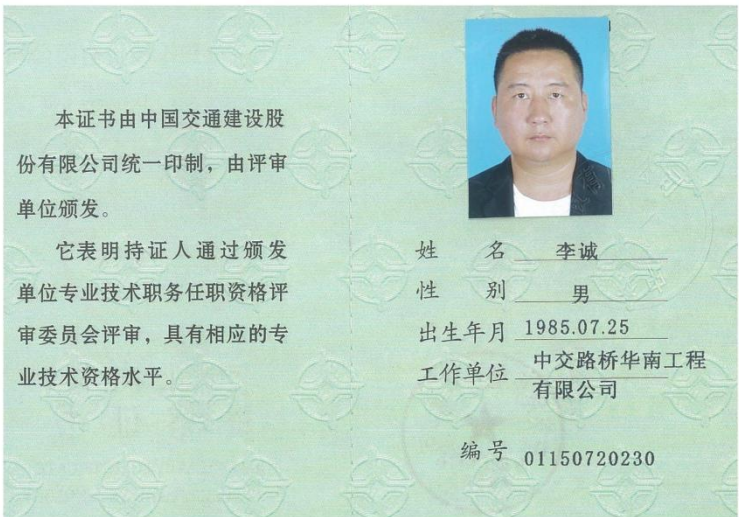 本证书由中国交通建设股
份有限公司统一印制，由评审
单位颁发。
它表明持证人通过颁发
单位专业技术职务任职资格评
审委员会评审，具有相应的专
业技术资格水平。
姓 名 李诚
性 别 男
出生年月 1985.07.25
工作单位 中交路桥华南工程
有限公司
编号 01150720230